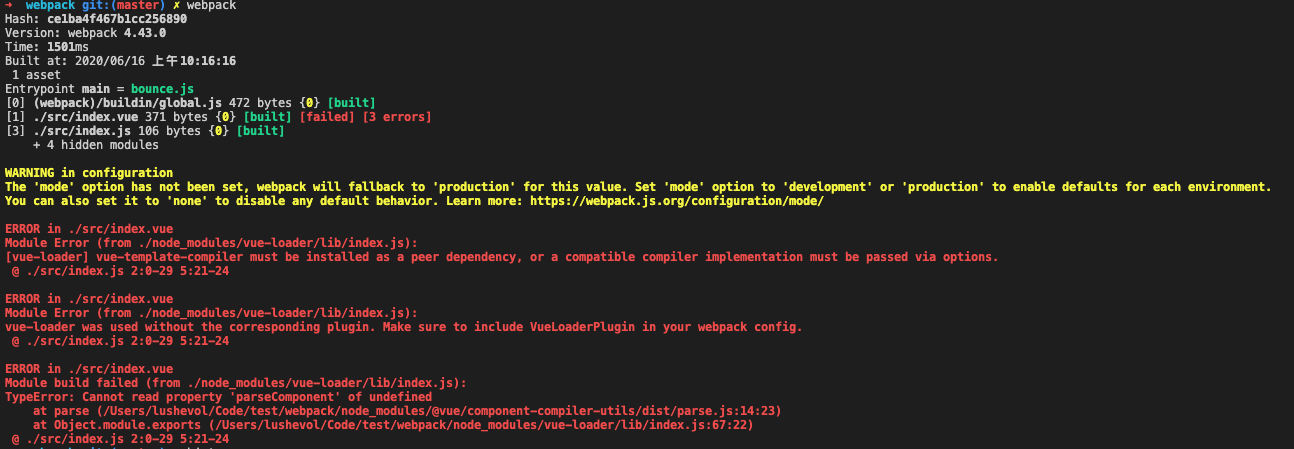 → webpack git:(master) ✗ webpack
Hash: ce1ba4f467b1cc256890
Version: webpack 4.43.0
Time: 1501ms
Built at: 2020/06/16 上午10:16:16
1 asset
Entrypoint main = bounce.js
[0] (webpack)/buildin/global.js 472 bytes {0} [built]
[1] ./src/index.vue 371 bytes {0} [built] [failed] [3 errors]
[3] ./src/index.js 106 bytes {0} [built]
+ 4 hidden modules
WARNING in configuration
The 'mode' option has not been set, webpack will fallback to 'production' for this value. Set 'mode' option to 'development' or 'production' to enable defaults for each environment.
You can also set it to 'none' to disable any default behavior. Learn more: https://webpack.js.org/configuration/mode/
ERROR in ./src/index.vue
Module Error (from ./node_modules/vue-loader/lib/index.js):
[vue-loader] vue-template-compiler must be installed as a peer dependency, or a compatible compiler implementation must be passed via options.
@ ./src/index.js 2:0-29 5:21-24
ERROR in ./src/index.vue
Module Error (from ./node_modules/vue-loader/lib/index.js):
vue-loader was used without the corresponding plugin. Make sure to include VueLoaderPlugin in your webpack config.
@ ./src/index.js 2:0-29 5:21-24
ERROR in ./src/index.vue
Module build failed (from ./node_modules/vue-loader/lib/index.js):
TypeError: Cannot read property 'parseComponent' of undefined
at parse (/Users/lushevol/Code/test/webpack/node_modules/@vue/component-compiler-utils/dist/parse.js:14:23)
at Object.module.exports (/Users/lushevol/Code/test/webpack/node_modules/vue-loader/lib/index.js:67:22)
@ ./src/index.js 2:0-29 5:21-24